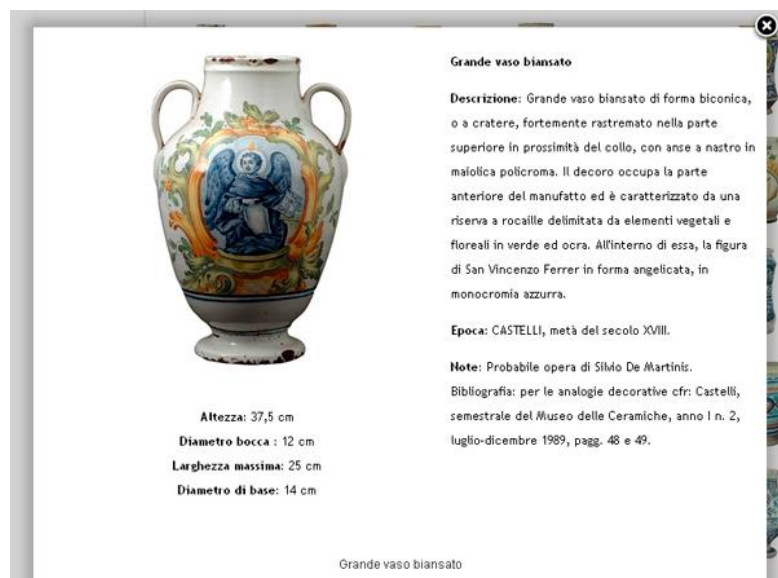 Grande vaso biansato
Descrizione: Grande vaso biansato di forma biconica,
o a cratere, fortemente rastremato nella parte
superiore in prossimità del collo, con anse a nastro in
maiolica policroma. Il decoro occupa la parte
anteriore del manufatto ed è caratterizzato da una
riserva a rocaille delimitata da elementi vegetali e
floreali in verde ed ocra. All'interno di essa, la figura
di San Vincenzo Ferrer in forma angelicata, in
monocromia azzurra.
Epoca: CASTELLI, metà del secolo XVIII.
Note: Probabile opera di Silvio De Martinis.
Bibliografia: per le analogie decorative cfr: Castelli,
semestrale del Museo delle Ceramiche, anno I n. 2,
luglio-dicembre 1989, pagg. 48 e 49.
Altezza: 37,5 cm
Diametro bocca : 12 cm
Larghezza massima: 25 cm
Diametro di base: 14 cm
Grande vaso biansato